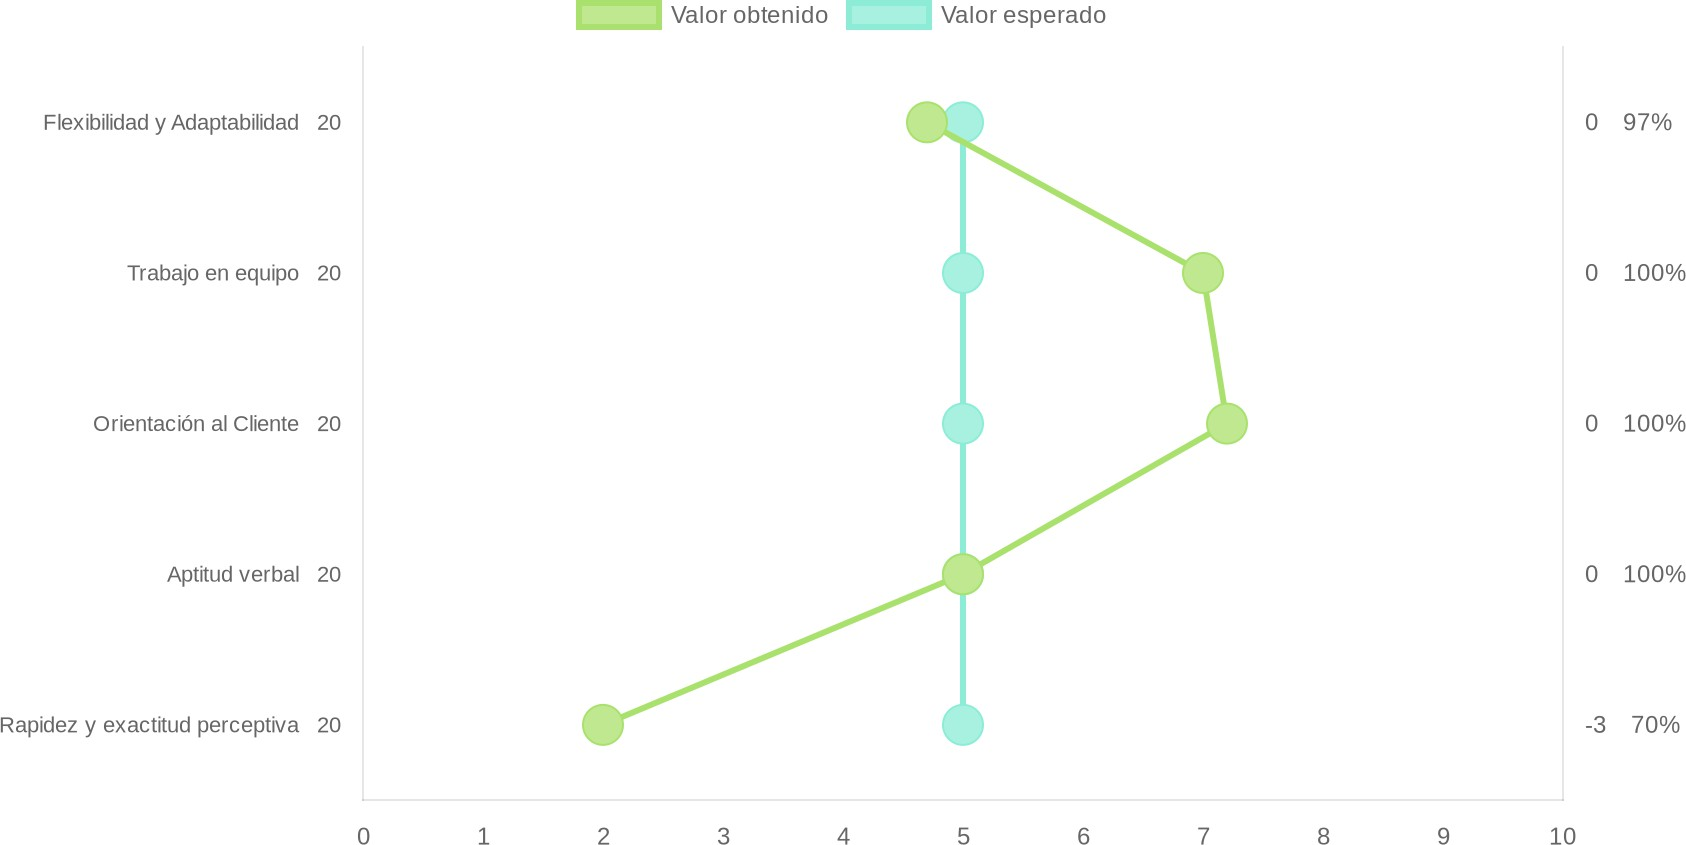 Valor obtenido Valor esperado
Flexibilidad y Adaptabilidad 20 0 97%
Trabajo en equipo 20 0 100%
Orientación al Cliente 20 0 100%
Aptitud verbal 20 0 100%
Rapidez y exactitud perceptiva 20 -3 70%
0 1 2 3 4 5 6 7 8 9 10